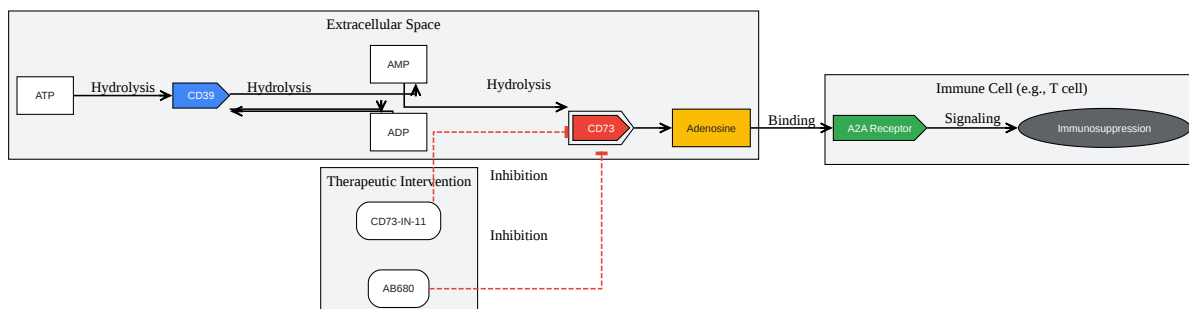 Extracellular Space
ATP
Hydrolysis
CD39
Hydrolysis
AMP
ADP
Hydrolysis
CD73
Adenosine
Binding
Immune Cell (e.g., T cell)
A2A Receptor
Signaling
Immunosuppression
Therapeutic Intervention
Inhibition
CD73-IN-11
Inhibition
AB680